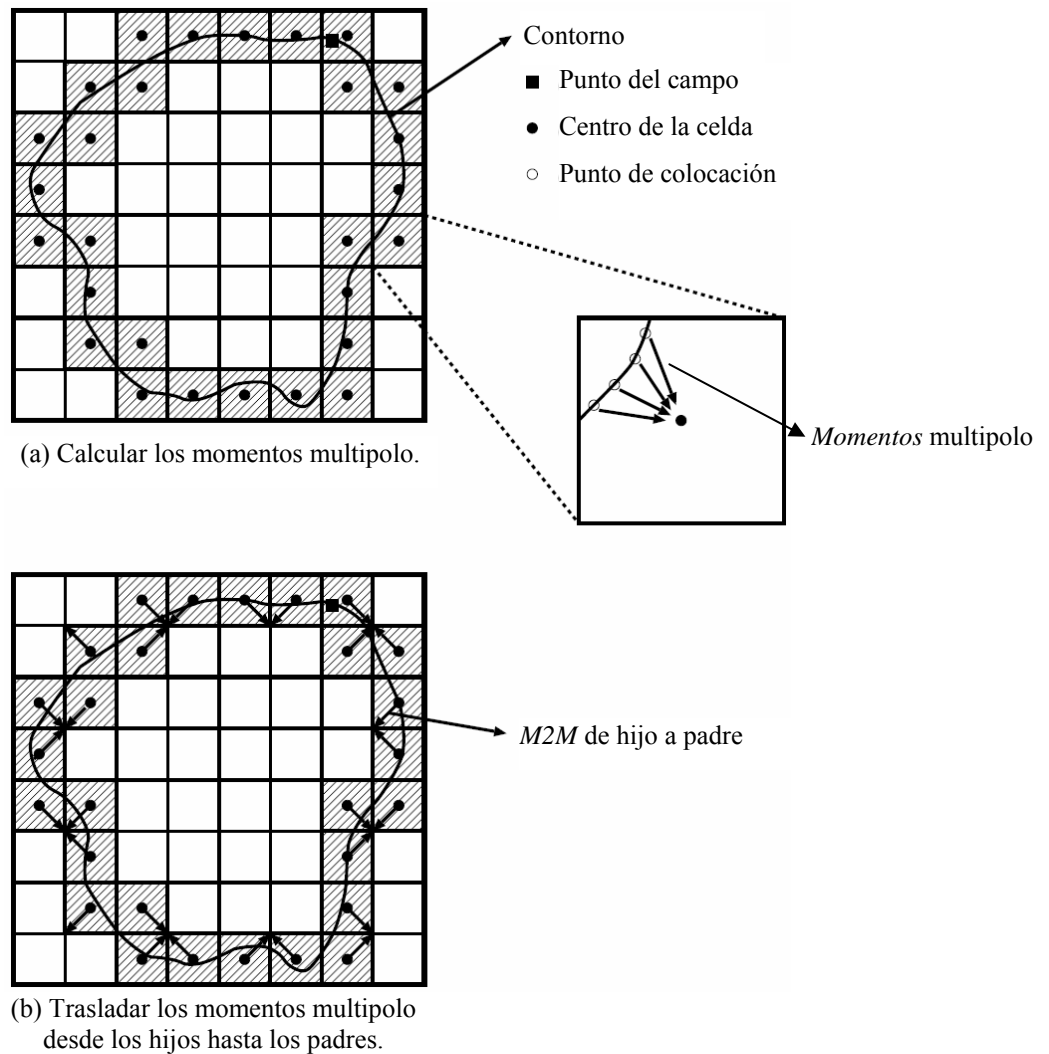 Contorno
Punto del campo
Centro de la celda
Punto de colocación
Momentos multipolo
(a) Calcular los momentos multipolo.
M2M de hijo a padre
(b) Trasladar los momentos multipolo
desde los hijos hasta los padres.